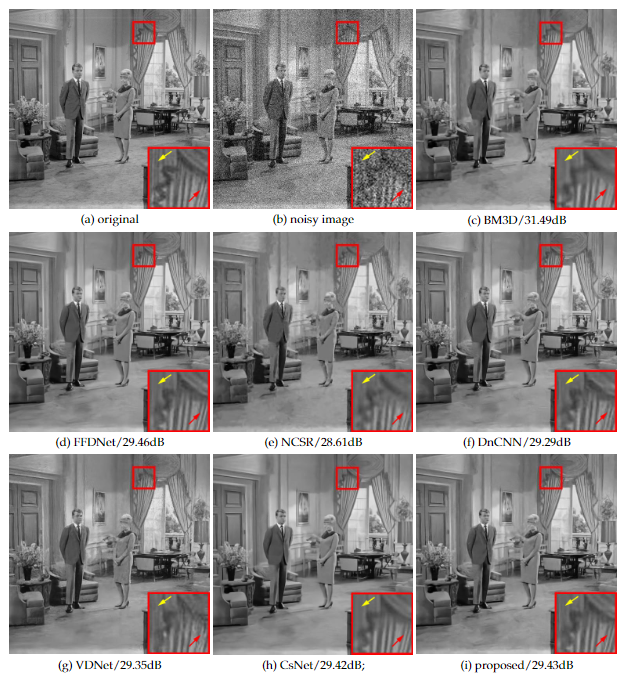 (a) original
(b) noisy image
(c) BM3D/31.49dB
(d) FFDNet/29.46dB
(e) NCSR/28.61dB
(f) DnCNN/29.29dB
(g) VDNet/29.35dB
(h) CsNet/29.42dB;
(i) proposed/29.43dB